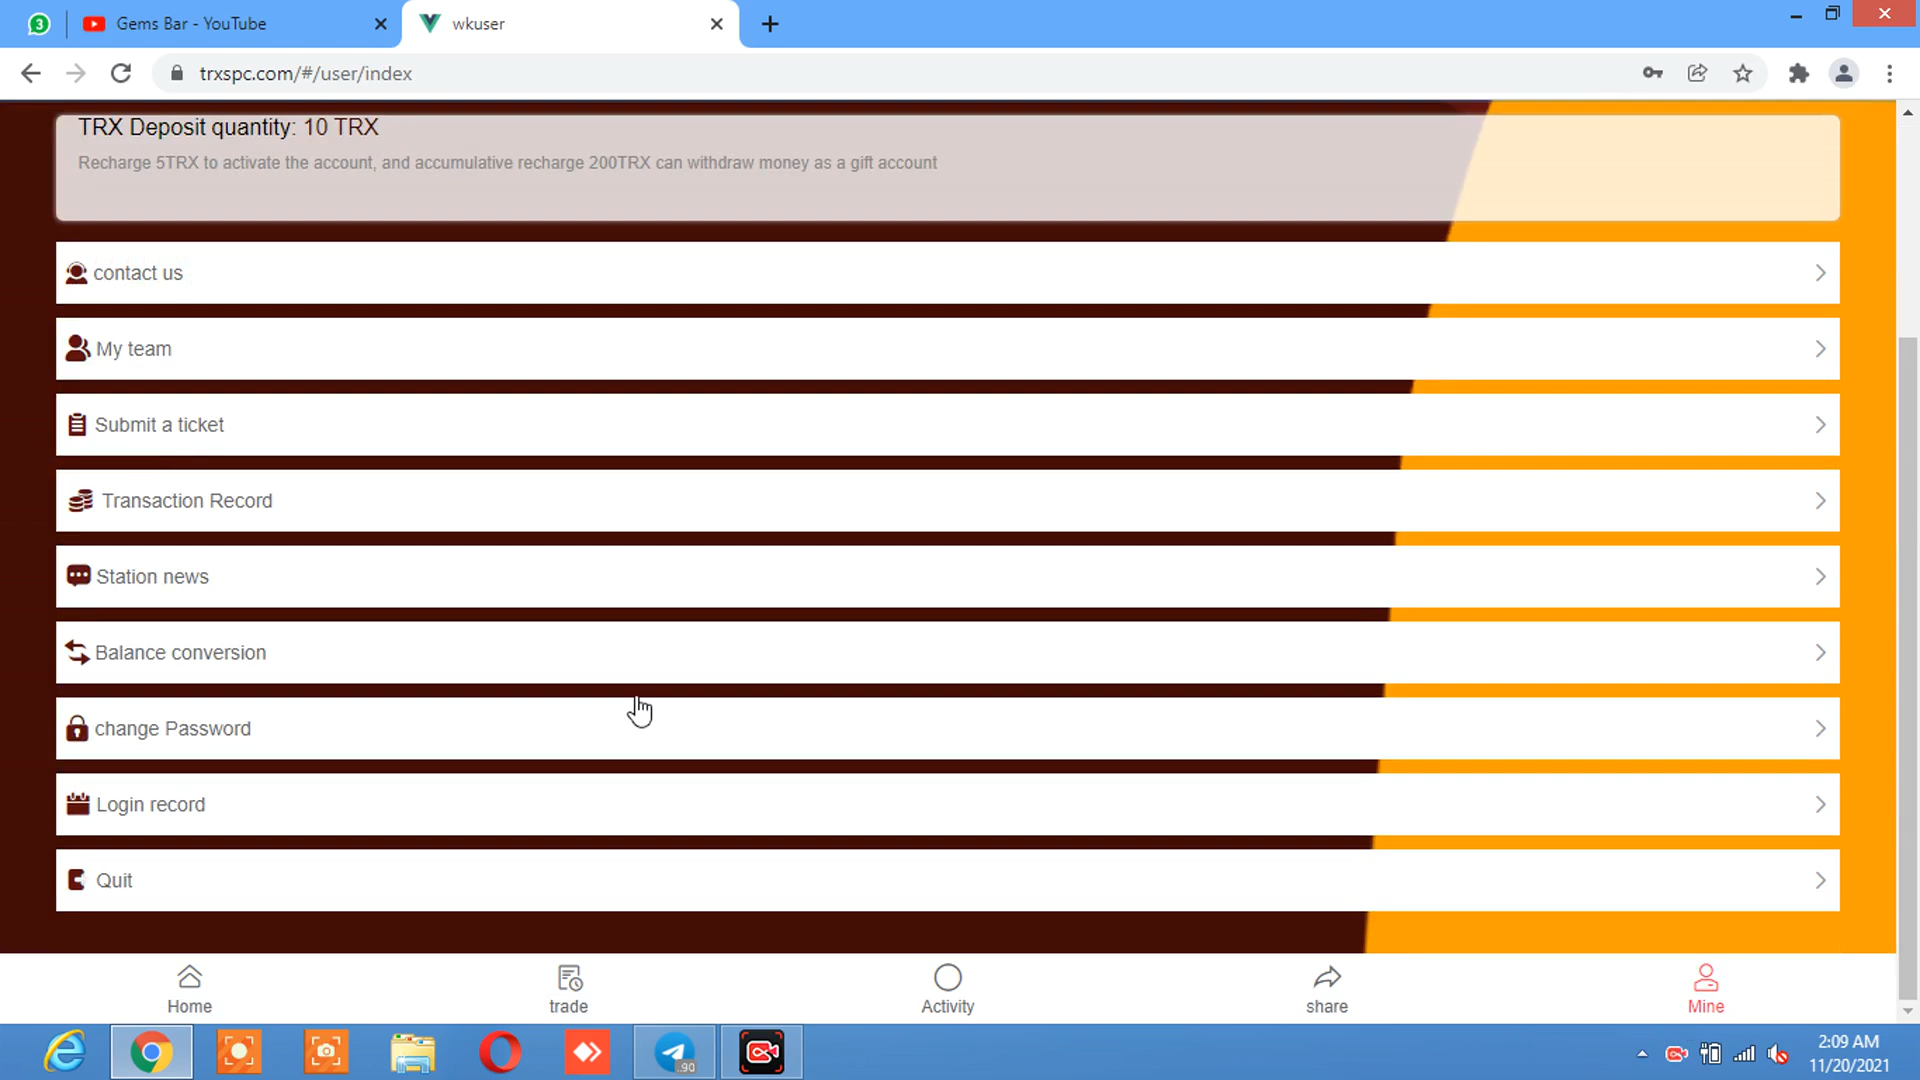 3
Gems Bar - YouTube
wkuser
trxspc.com/#/user/index
TRX Deposit quantity: 10 TRX
Recharge 5TRX to activate the account, and accumulative recharge 200TRX can withdraw money as a gift account
contact us
My team
Submit a ticket
Transaction Record
Station news
Balance conversion
change Password
Login record
Quit
Home
trade
Activity
share
Mine
.90
2:09 AM
11/20/2021